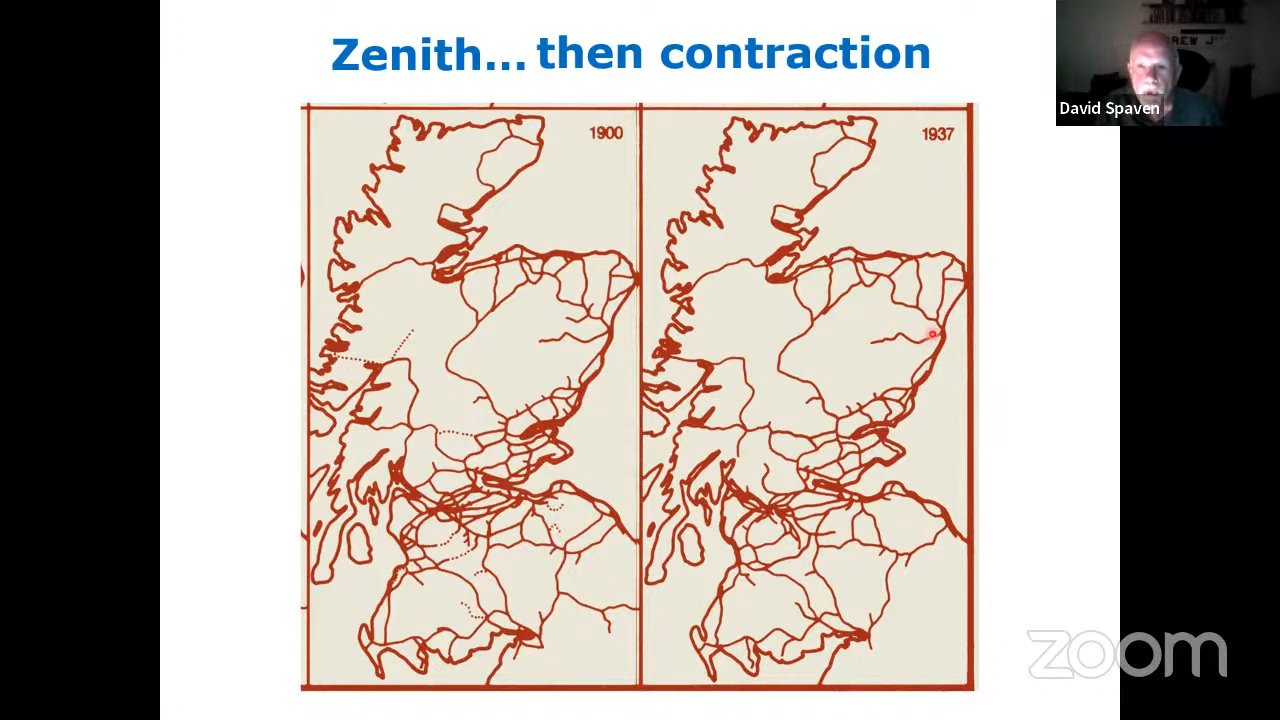 Zenith... then contraction
1900
1937
David Spaven
zoom